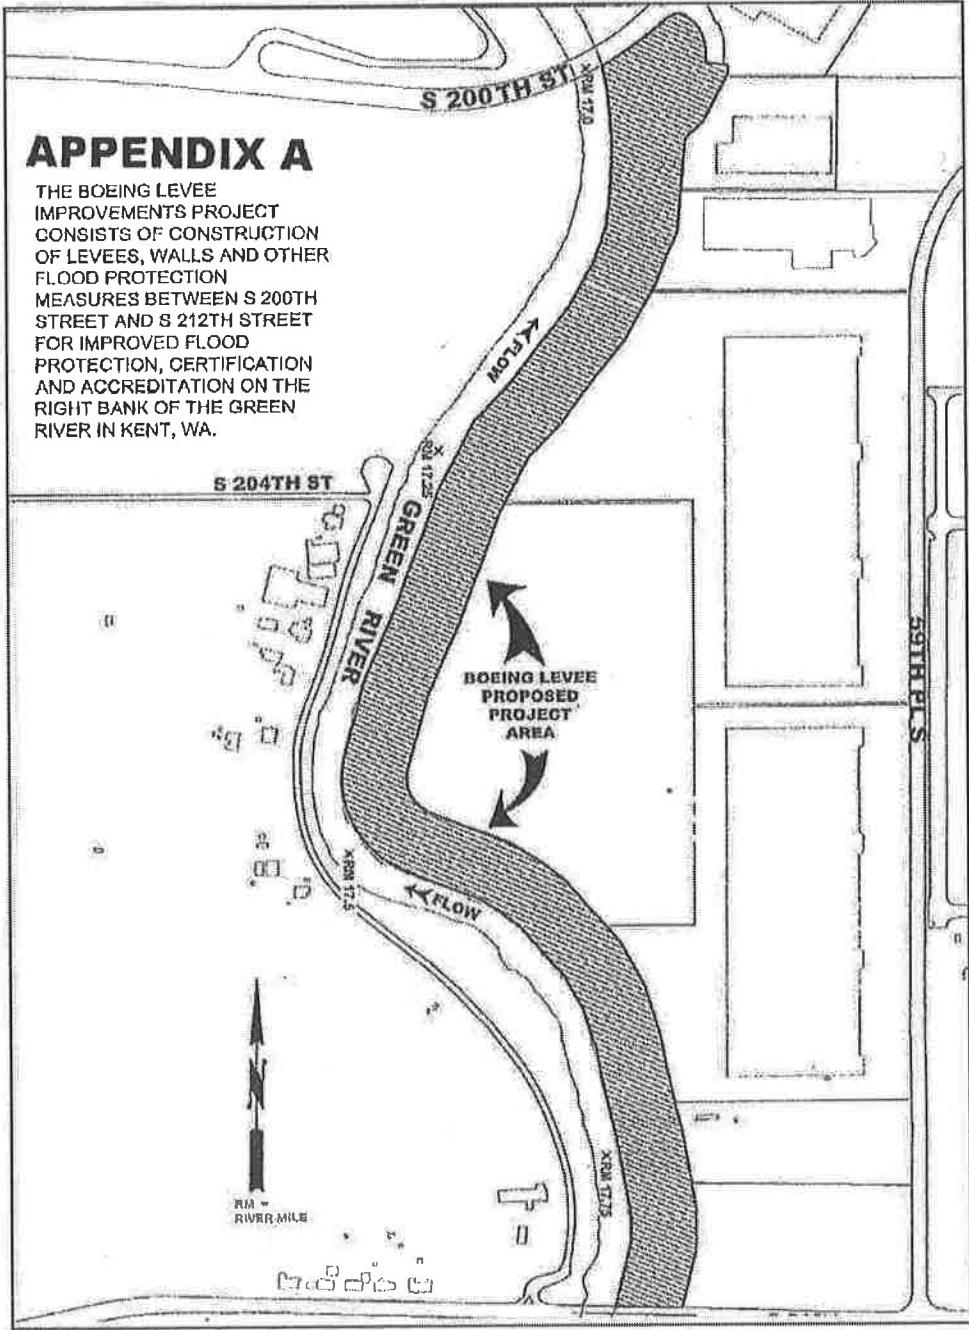 S 200TH ST
XRM 17.0
APPENDIX A
THE BOEING LEVEE
IMPROVEMENTS PROJECT
CONSISTS OF CONSTRUCTION
OF LEVEES, WALLS AND OTHER
FLOOD PROTECTION
MEASURES BETWEEN S 200TH
STREET AND S 212TH STREET
FOR IMPROVED FLOOD
PROTECTION, CERTIFICATION
AND ACCREDITATION ON THE
RIGHT BANK OF THE GREEN
RIVER IN KENT, WA.
FLOW
X
RM 17.25
S 204TH ST
GREEN RIVER
BOEING LEVEE
PROPOSED
PROJECT
AREA
59TH PL S
XRM 17.5
FLOW
N
XRM 17.75
RM =
RIVER MILE